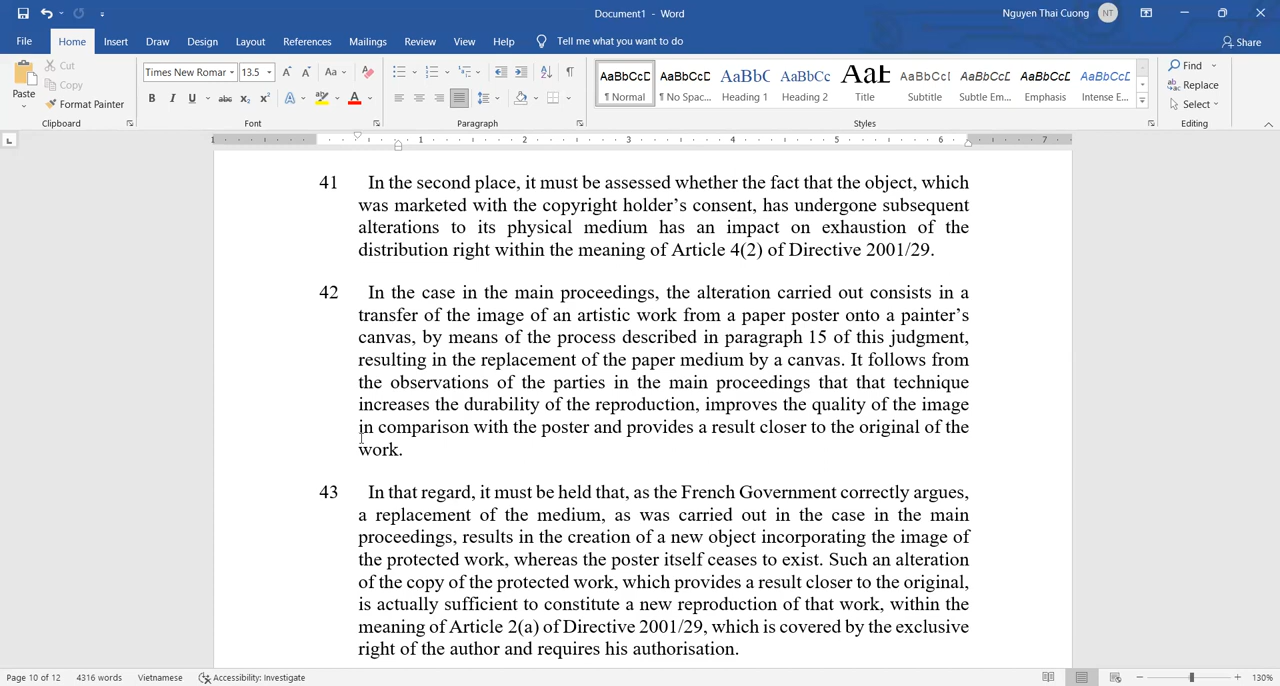 Document1 - Word
Nguyen Thai Cuong
NT
File
Home
Insert
Draw
Design
Layout
References
Mailings
Review
View
Help
Tell me what you want to do
Share
Paste
Cut
Copy
Format Painter
Clipboard
Times New Roman
13.5
Font
Paragraph
AaBbCcD
¶ Normal
AaBbCcD
¶ No Spac...
AaBbC
Heading 1
AaBbCc
Heading 2
AaB
Title
AaBbCcD
Subtitle
AaBbCcD
Subtle Em...
AaBbCcD
Emphasis
AaBbCcD
Intense E...
Styles
Find
Replace
Select
Editing
1 1 2 3 4 5 6 7
41 In the second place, it must be assessed whether the fact that the object, which
was marketed with the copyright holder’s consent, has undergone subsequent
alterations to its physical medium has an impact on exhaustion of the
distribution right within the meaning of Article 4(2) of Directive 2001/29.
42 In the case in the main proceedings, the alteration carried out consists in a
transfer of the image of an artistic work from a paper poster onto a painter’s
canvas, by means of the process described in paragraph 15 of this judgment,
resulting in the replacement of the paper medium by a canvas. It follows from
the observations of the parties in the main proceedings that that technique
increases the durability of the reproduction, improves the quality of the image
in comparison with the poster and provides a result closer to the original of the
work.
43 In that regard, it must be held that, as the French Government correctly argues,
a replacement of the medium, as was carried out in the case in the main
proceedings, results in the creation of a new object incorporating the image of
the protected work, whereas the poster itself ceases to exist. Such an alteration
of the copy of the protected work, which provides a result closer to the original,
is actually sufficient to constitute a new reproduction of that work, within the
meaning of Article 2(a) of Directive 2001/29, which is covered by the exclusive
right of the author and requires his authorisation.
Page 10 of 12
4316 words
Vietnamese
Accessibility: Investigate
130%